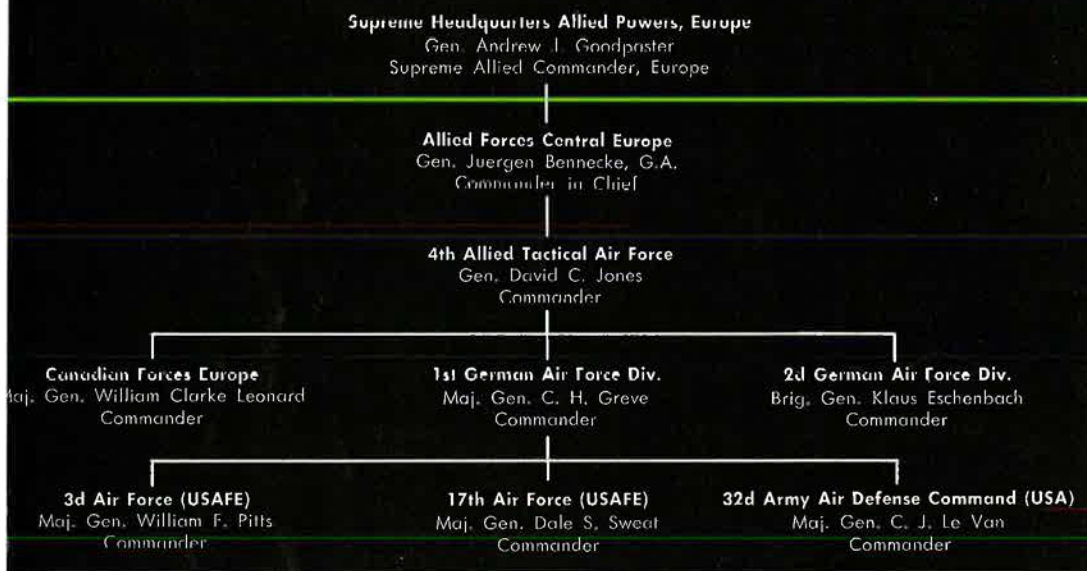 Supreme Headquarters Allied Powers, Europe
Gen. Andrew J. Goodpaster
Supreme Allied Commander, Europe
Allied Forces Central Europe
Gen. Juergen Bennecke, G.A.
Commander in Chief
4th Allied Tactical Air Force
Gen. David C. Jones
Commander
Canadian Forces Europe
Maj. Gen. William Clarke Leonard
Commander
1st German Air Force Div.
Maj. Gen. C. H. Greve
Commander
2d German Air Force Div.
Brig. Gen. Klaus Eschenbach
Commander
3d Air Force (USAFE)
Maj. Gen. William F. Pitts
Commander
17th Air Force (USAFE)
Maj. Gen. Dale S. Sweat
Commander
32d Army Air Defense Command (USA)
Maj. Gen. C. J. Le Van
Commander